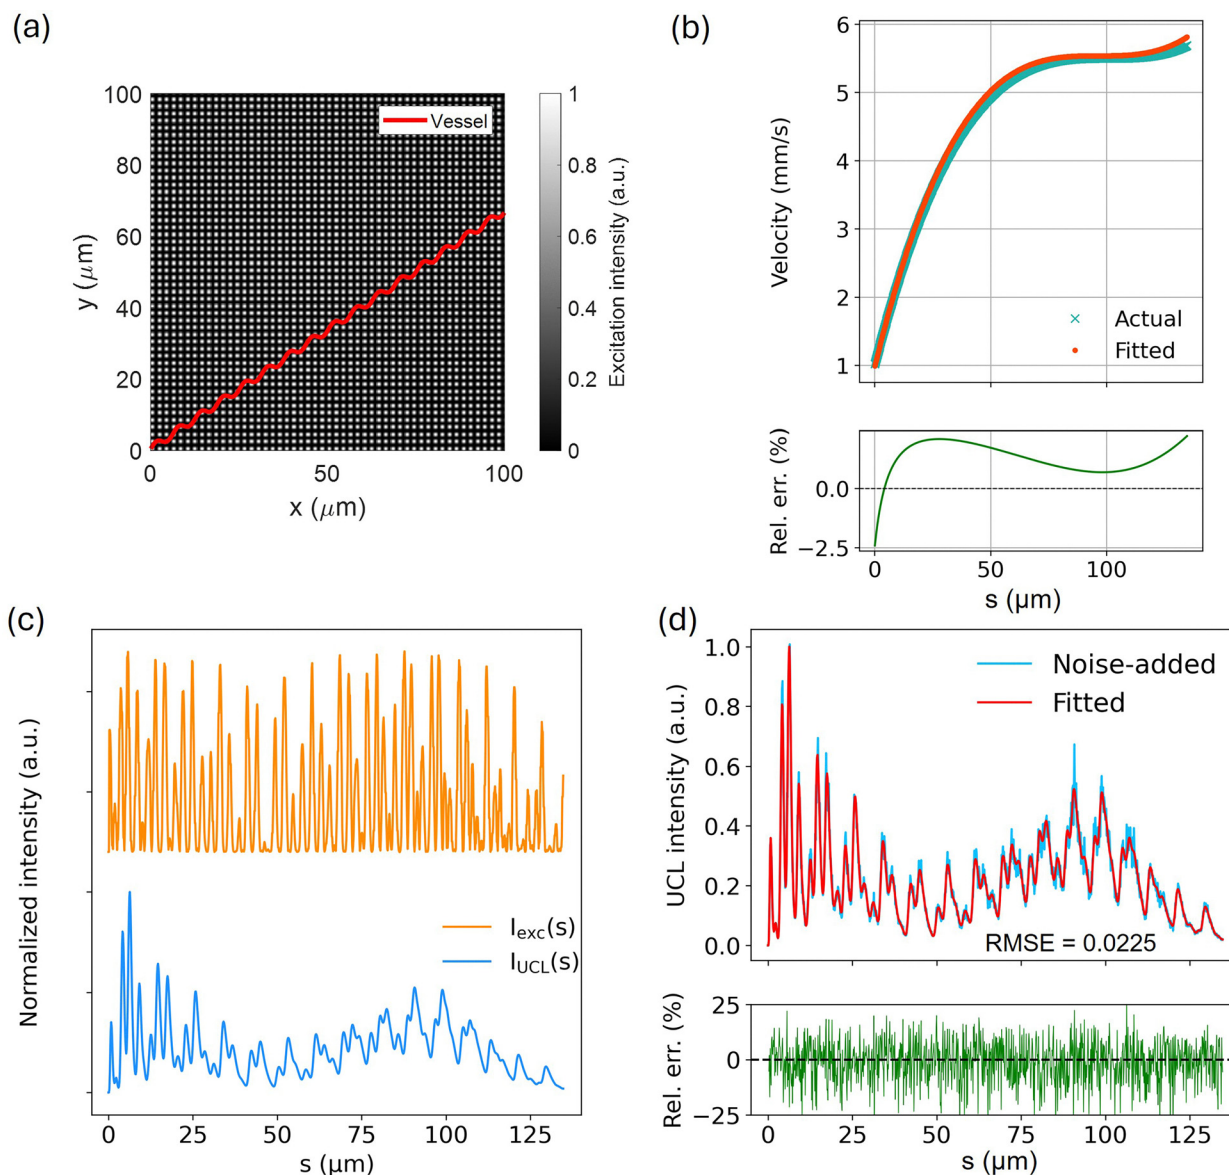 (a)
100
80
60
40
20
0
y (μm)
0
50
100
x (μm)
Vessel
1
0.8
0.6
0.4
0.2
0
Excitation intensity (a.u.)
(b)
6
5
4
3
2
1
Velocity (mm/s)
Actual
Fitted
0.0
−2.5
Rel. err. (%)
0
50
100
s (μm)
(c)
Normalized intensity (a.u.)
I_exc(s)
I_UCL(s)
0
25
50
75
100
125
s (μm)
(d)
1.0
0.8
0.6
0.4
0.2
0.0
UCL intensity (a.u.)
Noise-added
Fitted
RMSE = 0.0225
25
0
−25
Rel. err. (%)
0
25
50
75
100
125
s (μm)